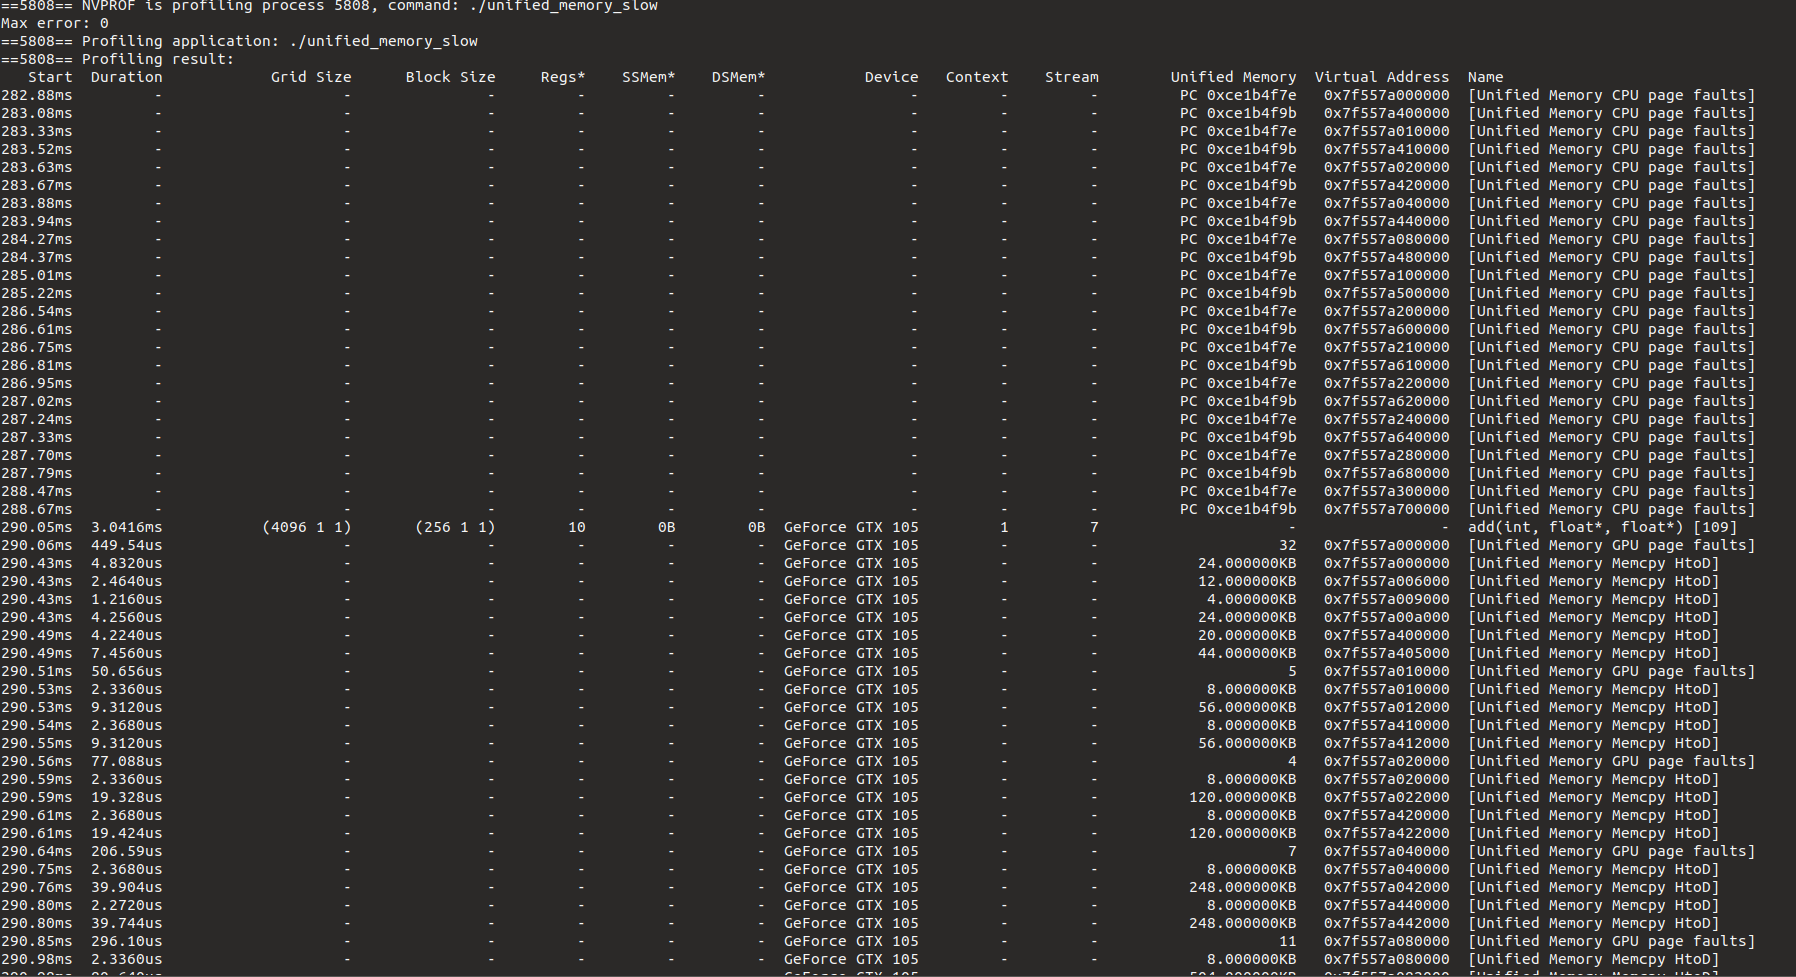 ==5808== NVPROF is profiling process 5808, command: ./unified_memory_slow
Max error: 0
==5808== Profiling application: ./unified_memory_slow
==5808== Profiling result:
Start Duration Grid Size Block Size Regs* SSMem* DSMem* Device Context Stream Unified Memory Virtual Address Name
282.88ms - - - - - - - - - PC 0xce1b4f7e 0x7f557a000000 [Unified Memory CPU page faults]
283.08ms - - - - - - - - - PC 0xce1b4f9b 0x7f557a400000 [Unified Memory CPU page faults]
283.33ms - - - - - - - - - PC 0xce1b4f7e 0x7f557a010000 [Unified Memory CPU page faults]
283.52ms - - - - - - - - - PC 0xce1b4f9b 0x7f557a410000 [Unified Memory CPU page faults]
283.63ms - - - - - - - - - PC 0xce1b4f7e 0x7f557a020000 [Unified Memory CPU page faults]
283.67ms - - - - - - - - - PC 0xce1b4f9b 0x7f557a420000 [Unified Memory CPU page faults]
283.88ms - - - - - - - - - PC 0xce1b4f7e 0x7f557a040000 [Unified Memory CPU page faults]
283.94ms - - - - - - - - - PC 0xce1b4f9b 0x7f557a440000 [Unified Memory CPU page faults]
284.27ms - - - - - - - - - PC 0xce1b4f7e 0x7f557a080000 [Unified Memory CPU page faults]
284.37ms - - - - - - - - - PC 0xce1b4f9b 0x7f557a480000 [Unified Memory CPU page faults]
285.01ms - - - - - - - - - PC 0xce1b4f7e 0x7f557a100000 [Unified Memory CPU page faults]
285.22ms - - - - - - - - - PC 0xce1b4f9b 0x7f557a500000 [Unified Memory CPU page faults]
286.54ms - - - - - - - - - PC 0xce1b4f7e 0x7f557a200000 [Unified Memory CPU page faults]
286.61ms - - - - - - - - - PC 0xce1b4f9b 0x7f557a600000 [Unified Memory CPU page faults]
286.75ms - - - - - - - - - PC 0xce1b4f7e 0x7f557a210000 [Unified Memory CPU page faults]
286.81ms - - - - - - - - - PC 0xce1b4f9b 0x7f557a610000 [Unified Memory CPU page faults]
286.95ms - - - - - - - - - PC 0xce1b4f7e 0x7f557a220000 [Unified Memory CPU page faults]
287.02ms - - - - - - - - - PC 0xce1b4f9b 0x7f557a620000 [Unified Memory CPU page faults]
287.24ms - - - - - - - - - PC 0xce1b4f7e 0x7f557a240000 [Unified Memory CPU page faults]
287.33ms - - - - - - - - - PC 0xce1b4f9b 0x7f557a640000 [Unified Memory CPU page faults]
287.70ms - - - - - - - - - PC 0xce1b4f7e 0x7f557a280000 [Unified Memory CPU page faults]
287.79ms - - - - - - - - - PC 0xce1b4f9b 0x7f557a680000 [Unified Memory CPU page faults]
288.47ms - - - - - - - - - PC 0xce1b4f7e 0x7f557a300000 [Unified Memory CPU page faults]
288.67ms - - - - - - - - - PC 0xce1b4f9b 0x7f557a700000 [Unified Memory CPU page faults]
290.05ms 3.0416ms (4096 1 1) (256 1 1) 10 0B 0B GeForce GTX 105 1 7 - - add(int, float*, float*) [109]
290.06ms 449.54us - - - - - GeForce GTX 105 - - 32 0x7f557a000000 [Unified Memory GPU page faults]
290.43ms 4.8320us - - - - - GeForce GTX 105 - - 24.000000KB 0x7f557a000000 [Unified Memory Memcpy HtoD]
290.43ms 2.4640us - - - - - GeForce GTX 105 - - 12.000000KB 0x7f557a006000 [Unified Memory Memcpy HtoD]
290.43ms 1.2160us - - - - - GeForce GTX 105 - - 4.000000KB 0x7f557a009000 [Unified Memory Memcpy HtoD]
290.43ms 4.2560us - - - - - GeForce GTX 105 - - 24.000000KB 0x7f557a00a000 [Unified Memory Memcpy HtoD]
290.49ms 4.2240us - - - - - GeForce GTX 105 - - 20.000000KB 0x7f557a400000 [Unified Memory Memcpy HtoD]
290.49ms 7.4560us - - - - - GeForce GTX 105 - - 44.000000KB 0x7f557a405000 [Unified Memory Memcpy HtoD]
290.51ms 50.656us - - - - - GeForce GTX 105 - - 5 0x7f557a010000 [Unified Memory GPU page faults]
290.53ms 2.3360us - - - - - GeForce GTX 105 - - 8.000000KB 0x7f557a010000 [Unified Memory Memcpy HtoD]
290.53ms 9.3120us - - - - - GeForce GTX 105 - - 56.000000KB 0x7f557a012000 [Unified Memory Memcpy HtoD]
290.54ms 2.3680us - - - - - GeForce GTX 105 - - 8.000000KB 0x7f557a410000 [Unified Memory Memcpy HtoD]
290.55ms 9.3120us - - - - - GeForce GTX 105 - - 56.000000KB 0x7f557a412000 [Unified Memory Memcpy HtoD]
290.56ms 77.088us - - - - - GeForce GTX 105 - - 4 0x7f557a020000 [Unified Memory GPU page faults]
290.59ms 2.3360us - - - - - GeForce GTX 105 - - 8.000000KB 0x7f557a020000 [Unified Memory Memcpy HtoD]
290.59ms 19.328us - - - - - GeForce GTX 105 - - 120.000000KB 0x7f557a022000 [Unified Memory Memcpy HtoD]
290.61ms 2.3680us - - - - - GeForce GTX 105 - - 8.000000KB 0x7f557a420000 [Unified Memory Memcpy HtoD]
290.61ms 19.424us - - - - - GeForce GTX 105 - - 120.000000KB 0x7f557a422000 [Unified Memory Memcpy HtoD]
290.64ms 206.59us - - - - - GeForce GTX 105 - - 7 0x7f557a040000 [Unified Memory GPU page faults]
290.75ms 2.3680us - - - - - GeForce GTX 105 - - 8.000000KB 0x7f557a040000 [Unified Memory Memcpy HtoD]
290.76ms 39.904us - - - - - GeForce GTX 105 - - 248.000000KB 0x7f557a042000 [Unified Memory Memcpy HtoD]
290.80ms 2.2720us - - - - - GeForce GTX 105 - - 8.000000KB 0x7f557a440000 [Unified Memory Memcpy HtoD]
290.80ms 39.744us - - - - - GeForce GTX 105 - - 248.000000KB 0x7f557a442000 [Unified Memory Memcpy HtoD]
290.85ms 296.10us - - - - - GeForce GTX 105 - - 11 0x7f557a080000 [Unified Memory GPU page faults]
290.98ms 2.3360us - - - - - GeForce GTX 105 - - 8.000000KB 0x7f557a080000 [Unified Memory Memcpy HtoD]